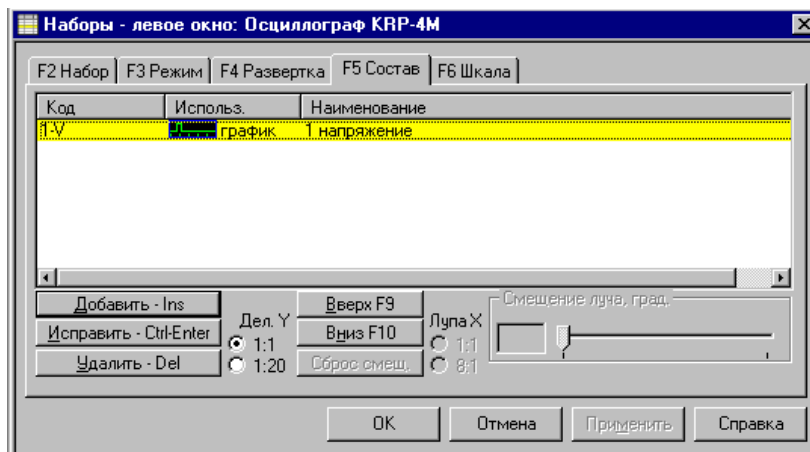 Наборы - левое окно: Осциллограф KRP-4M
F2 Набор F3 Режим F4 Развертка F5 Состав F6 Шкала
Код Использ. Наименование
1-V график 1 напряжение
Добавить - Ins
Исправить - Ctrl-Enter
Удалить - Del
Дел. Y
1:1
1:20
Вверх F9
Вниз F10
Сброс смещ.
Лупа X
1:1
8:1
Смещение луча, град.
OK Отмена Применить Справка